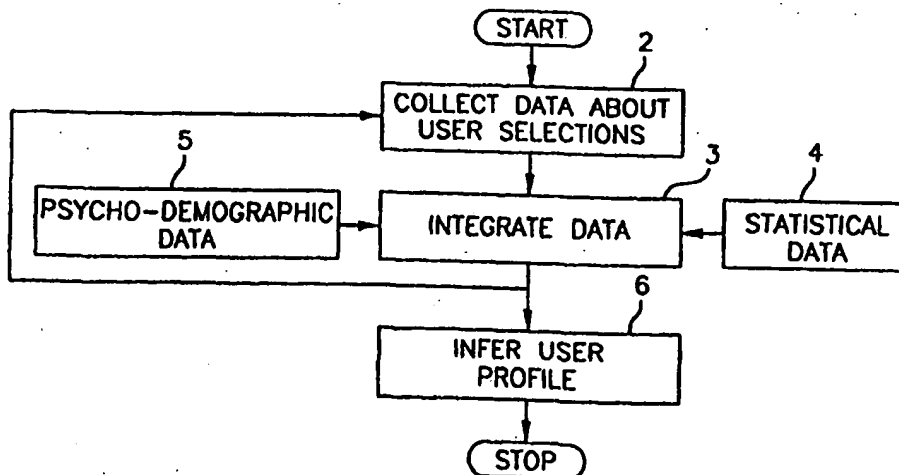 START
2
COLLECT DATA ABOUT
USER SELECTIONS
5
3
4
PSYCHO-DEMOGRAPHIC
DATA
INTEGRATE DATA
STATISTICAL
DATA
6
INFER USER
PROFILE
STOP